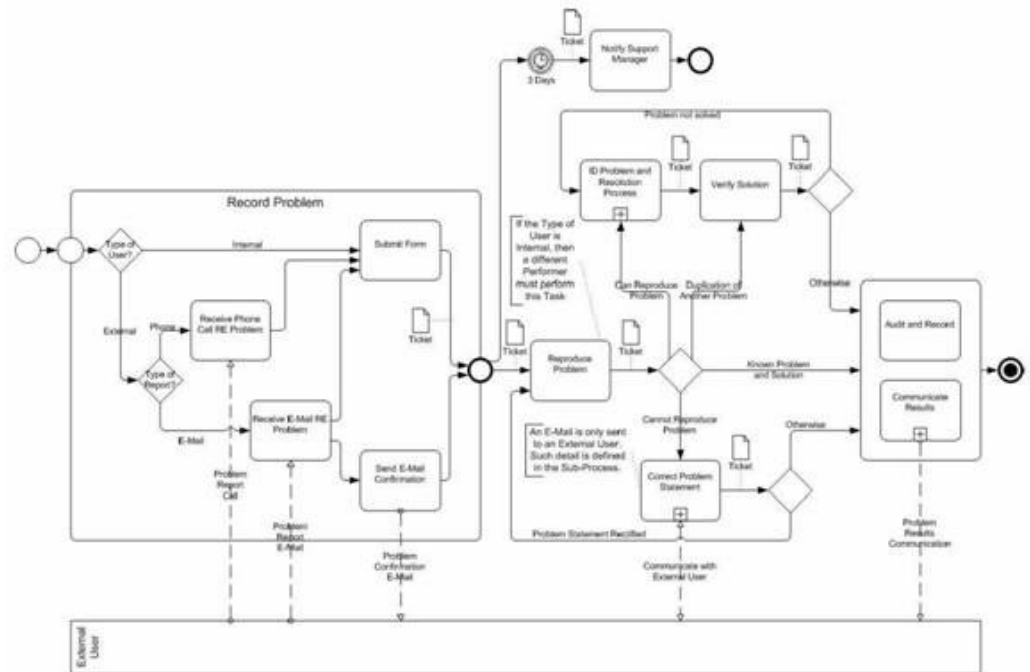 Ticket
Notify Support
Manager
3 Days
Problem not solved
ID Problem and
Resolution
Process
Ticket
Verify Solution
Ticket
Record Problem
Type of
User?
Internal
Submit Form
If the Type of
User is
Internal, then
a different
Performer
must perform
this Task
Can Reproduce
Problem
Duplication of
Another Problem
Otherwise
External
Phone
Receive Phone
Call RE Problem
Ticket
Ticket
Reproduce
Problem
Ticket
Audit and Record
Type of
Report?
Known Problem
and Solution
Communicate
Results
E-Mail
Receive E-Mail RE
Problem
Cannot Reproduce
Problem
Otherwise
An E-Mail is only sent
to an External User.
Such detail is defined
in the Sub-Process.
Ticket
Send E-Mail
Confirmation
Correct Problem
Statement
Problem
Report
Call
Problem
Report
E-Mail
Problem
Confirmation
E-Mail
Problem Statement Rectified
Communicate with
External User
Problem
Results
Communication
External
User